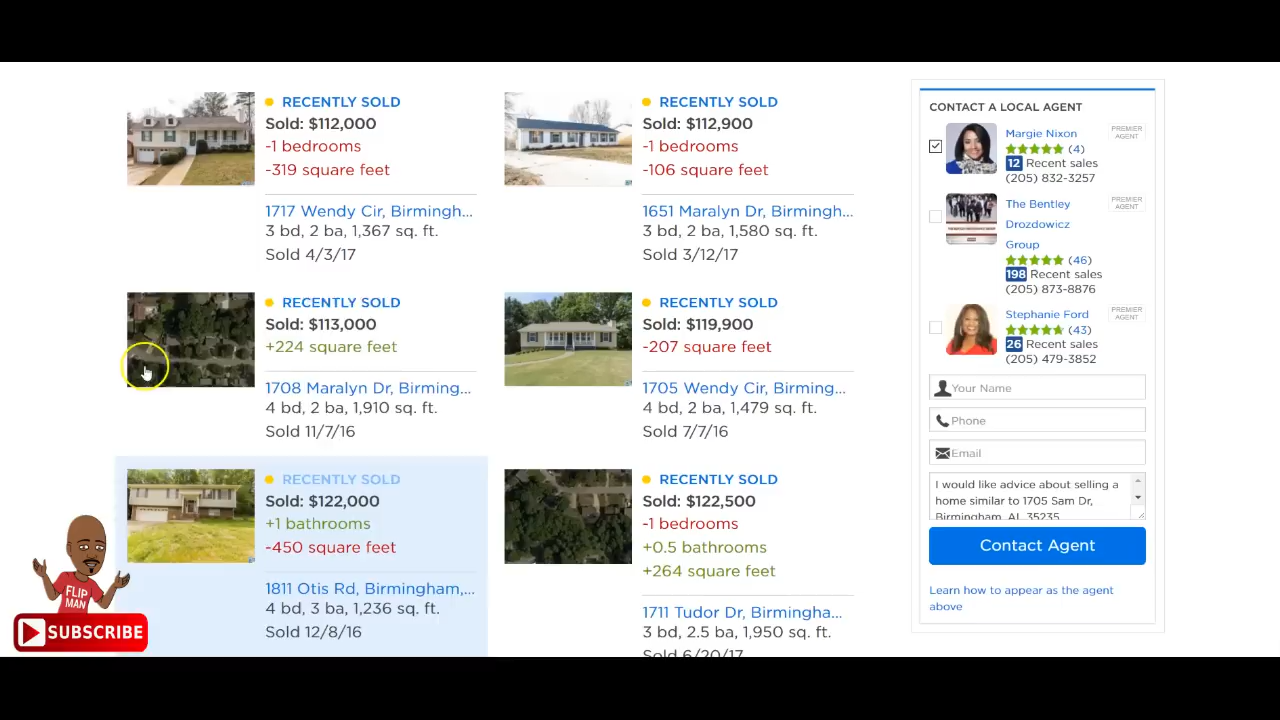 RECENTLY SOLD
Sold: $112,000
-1 bedrooms
-319 square feet
1717 Wendy Cir, Birmingh...
3 bd, 2 ba, 1,367 sq. ft.
Sold 4/3/17
RECENTLY SOLD
Sold: $112,900
-1 bedrooms
-106 square feet
1651 Maralyn Dr, Birmingh...
3 bd, 2 ba, 1,580 sq. ft.
Sold 3/12/17
RECENTLY SOLD
Sold: $113,000
+224 square feet
1708 Maralyn Dr, Birming...
4 bd, 2 ba, 1,910 sq. ft.
Sold 11/7/16
RECENTLY SOLD
Sold: $119,900
-207 square feet
1705 Wendy Cir, Birming...
4 bd, 2 ba, 1,479 sq. ft.
Sold 7/7/16
RECENTLY SOLD
Sold: $122,000
+1 bathrooms
-450 square feet
1811 Otis Rd, Birmingham,...
4 bd, 3 ba, 1,236 sq. ft.
Sold 12/8/16
RECENTLY SOLD
Sold: $122,500
-1 bedrooms
+0.5 bathrooms
+264 square feet
1711 Tudor Dr, Birmingha...
3 bd, 2.5 ba, 1,950 sq. ft.
Sold 6/20/17
CONTACT A LOCAL AGENT
Margie Nixon
PREMIER
AGENT
(4)
12 Recent sales
(205) 832-3257
The Bentley
PREMIER
AGENT
Drozdowicz
Group
(46)
198 Recent sales
(205) 873-8876
Stephanie Ford
PREMIER
AGENT
(43)
26 Recent sales
(205) 479-3852
Your Name
Phone
Email
I would like advice about selling a
home similar to 1705 Sam Dr,
Birmingham, AL 35235
Contact Agent
Learn how to appear as the agent
above
FLIP
MAN
SUBSCRIBE